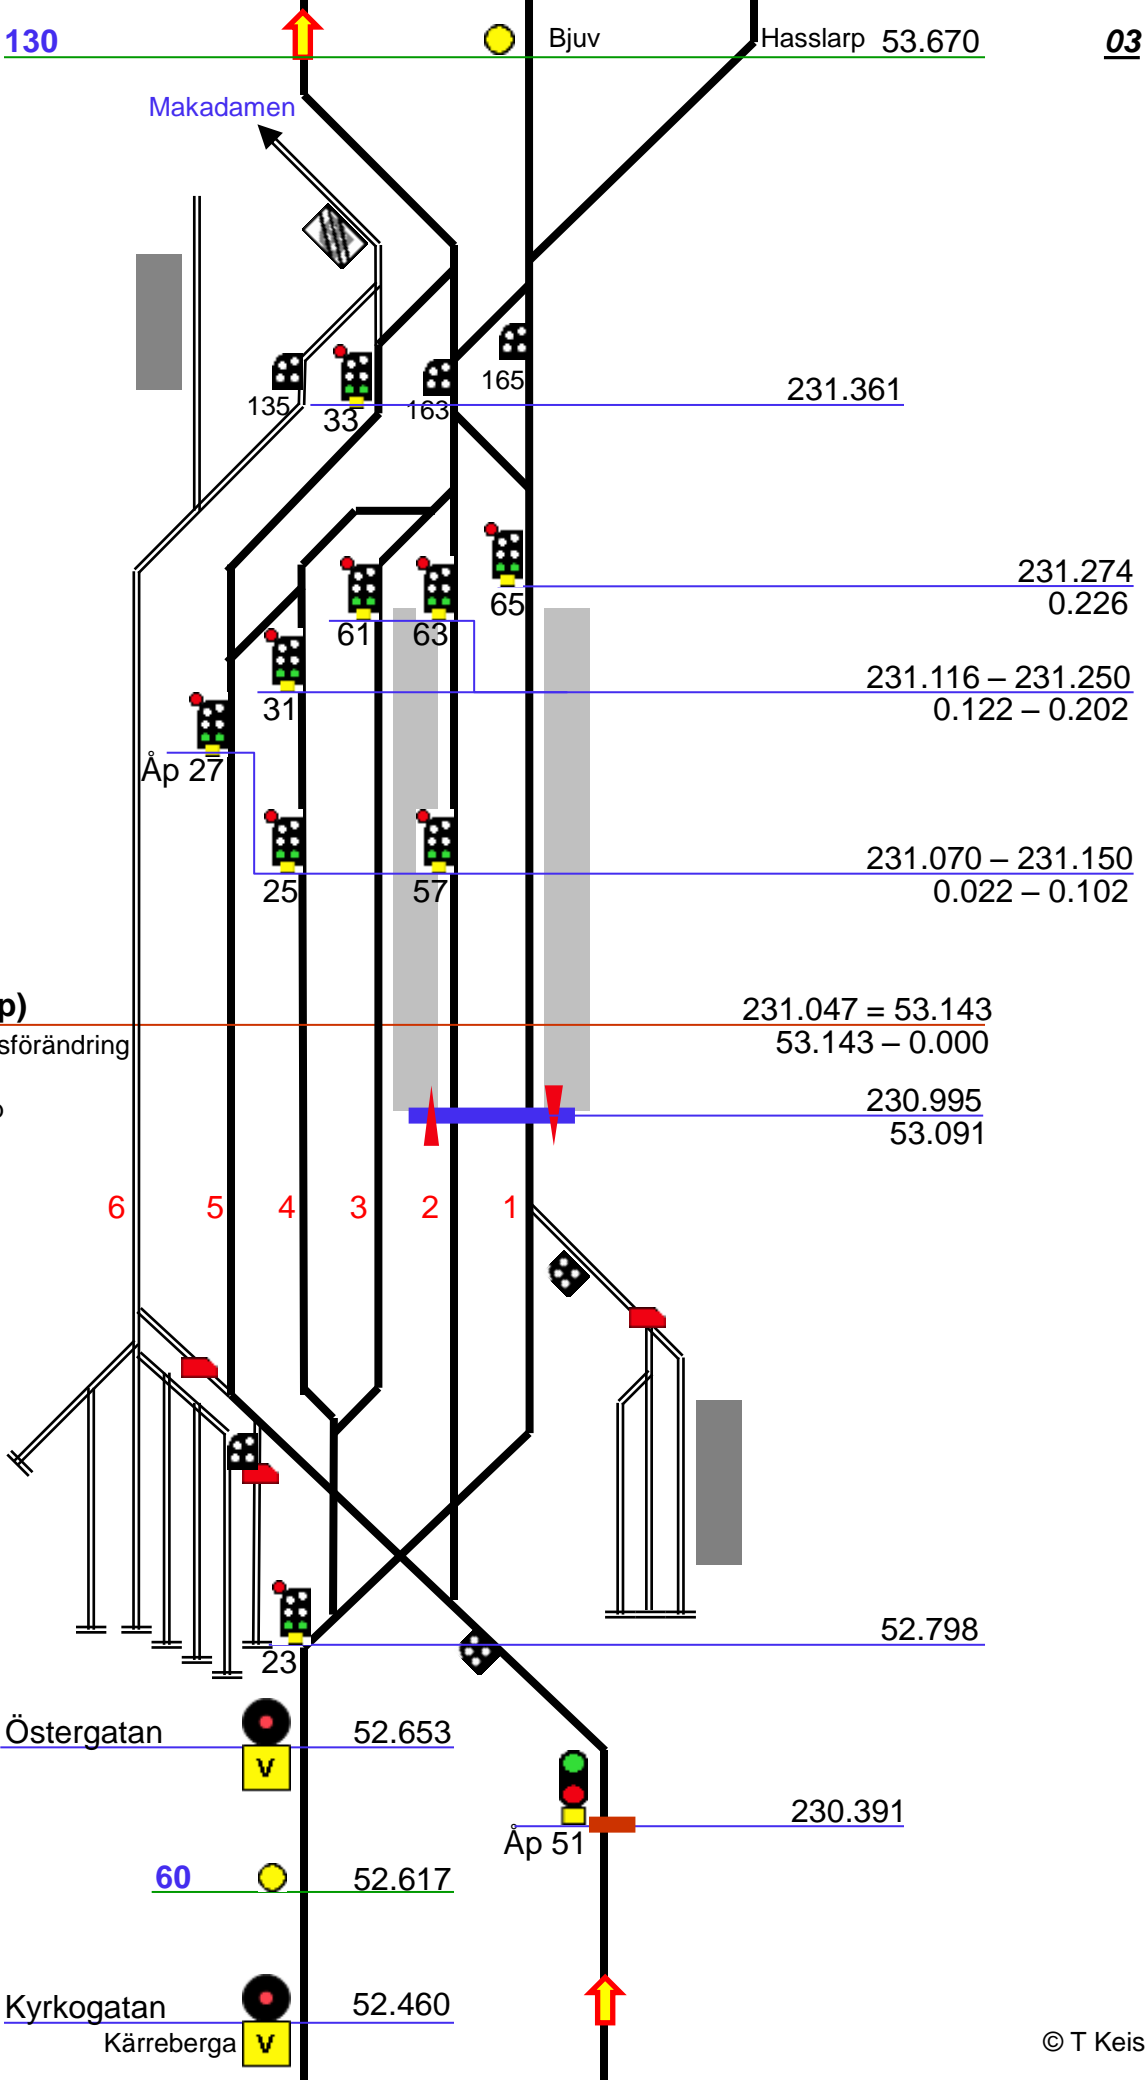 130
Bjuv
Hasslarp
53.670
03
Makadamen
165
135
33
163
231.361
65
231.274
0.226
61
63
31
231.116 – 231.250
0.122 – 0.202
Åp 27
25
57
231.070 – 231.150
0.022 – 0.102
p)
231.047 = 53.143
sförändring
53.143 – 0.000
230.995
53.091
6
5
4
3
2
1
23
52.798
Östergatan
V
52.653
Åp 51
230.391
60
52.617
Kyrkogatan
52.460
Kärreberga
V
© T Keis